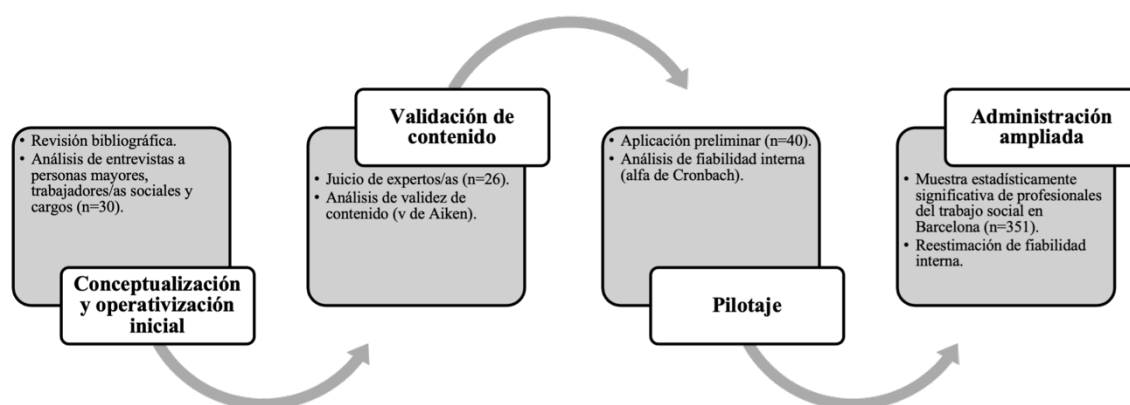 • Revisión bibliográfica.
• Análisis de entrevistas a
personas mayores,
trabajadores/as sociales y
cargos (n=30).
Conceptualización
y operativización
inicial
Validación de
contenido
• Juicio de expertos/as (n=26).
• Análisis de validez de
contenido (v de Aiken).
• Aplicación preliminar (n=40).
• Análisis de fiabilidad interna
(alfa de Cronbach).
Pilotaje
Administración
ampliada
• Muestra estadísticamente
significativa de profesionales
del trabajo social en
Barcelona (n=351).
• Reestimación de fiabilidad
interna.